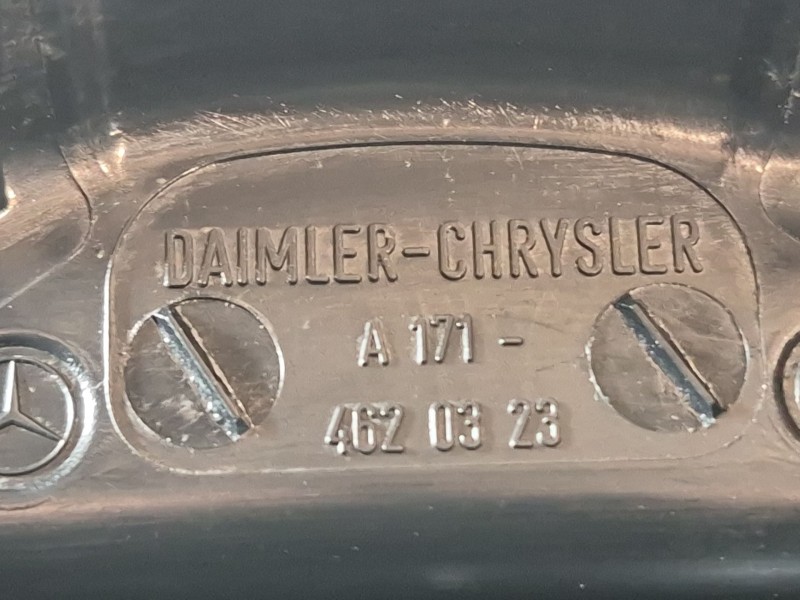 DAIMLER-CHRYSLER
A 171 -
462 03 23